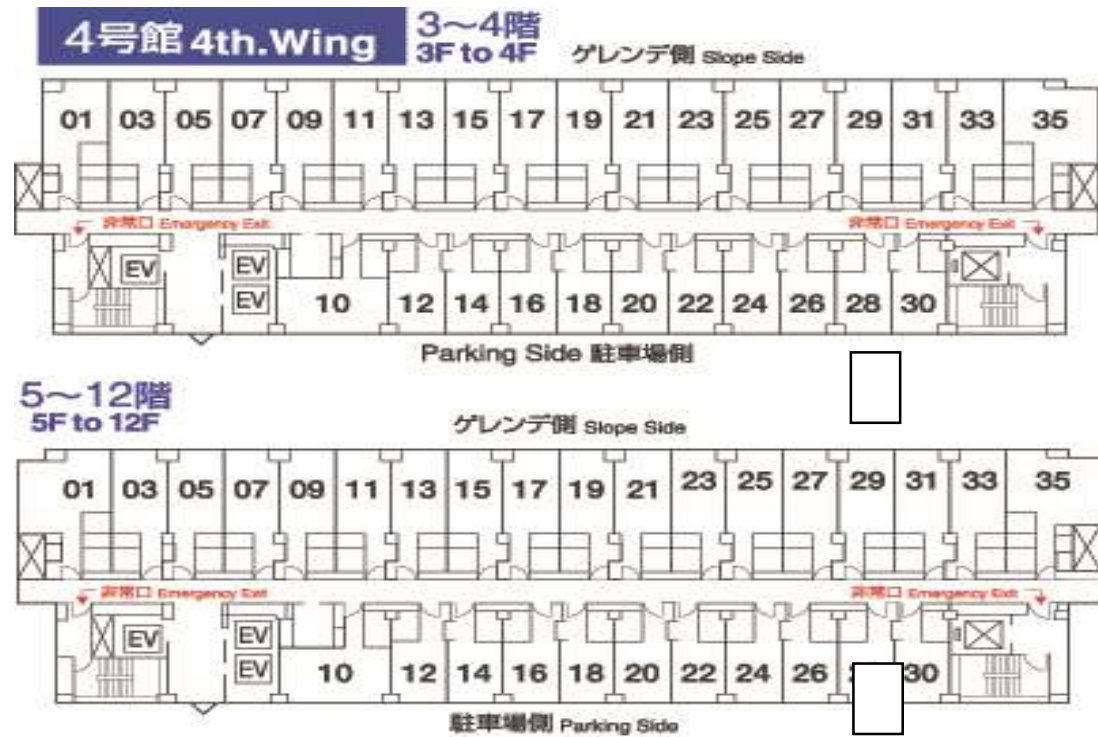 4号館 4th.Wing
3～4階
3F to 4F
ゲレンデ側 Slope Side
01 03 05 07 09 11 13 15 17 19 21 23 25 27 29 31 33 35
非常口 Emergency Exit 非常口 Emergency Exit
EV EV
EV
10 12 14 16 18 20 22 24 26 28 30
Parking Side 駐車場側
5～12階
5F to 12F
ゲレンデ側 Slope Side
01 03 05 07 09 11 13 15 17 19 21 23 25 27 29 31 33 35
非常口 Emergency Exit 非常口 Emergency Exit
EV EV
EV
10 12 14 16 18 20 22 24 26 30
駐車場側 Parking Side